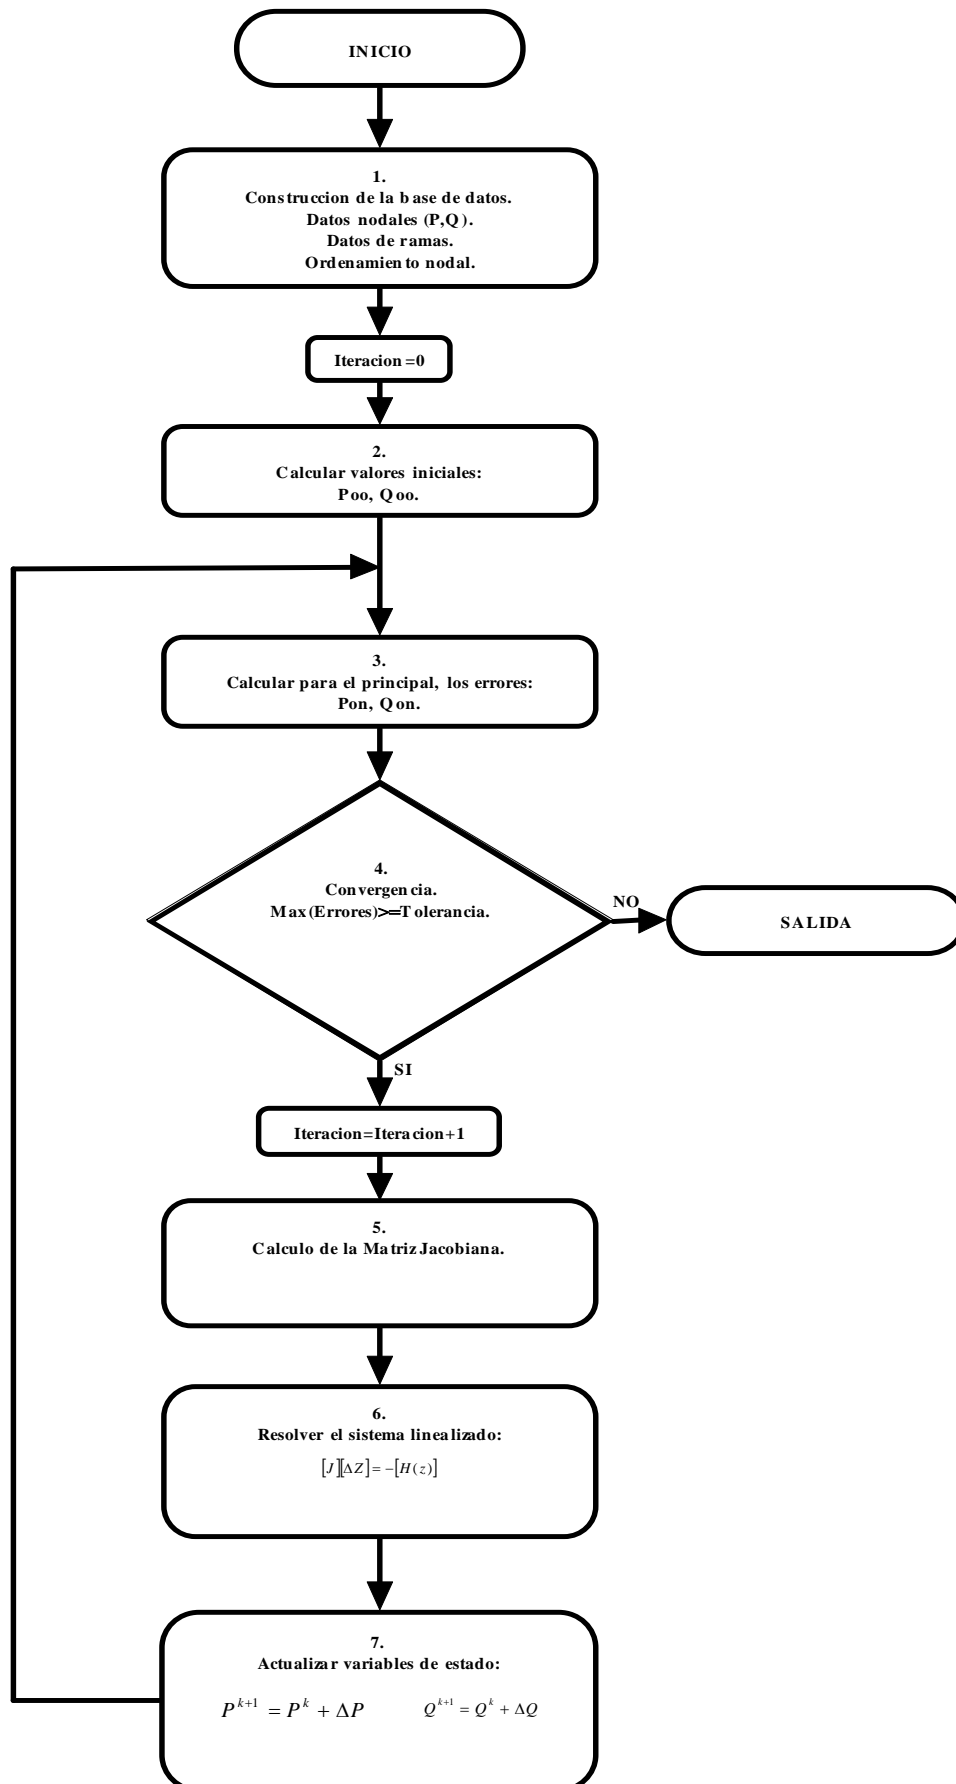 INICIO
1.
Construccion de la base de datos.
Datos nodales (P,Q).
Datos de ramas.
Ordenamiento nodal.
Iteracion=0
2.
Calcular valores iniciales:
Poo, Qoo.
3.
Calcular para el principal, los errores:
Pon, Qon.
4.
Convergencia.
Max(Errores)>=Tolerancia.
NO
SALIDA
SI
Iteracion=Iteracion+1
5.
Calculo de la Matriz Jacobiana.
6.
Resolver el sistema linealizado:
[J][ΔZ]=−[H(z)]
7.
Actualizar variables de estado:
P^{k+1} = P^k + ΔP Q^{k+1} = Q^k + ΔQ